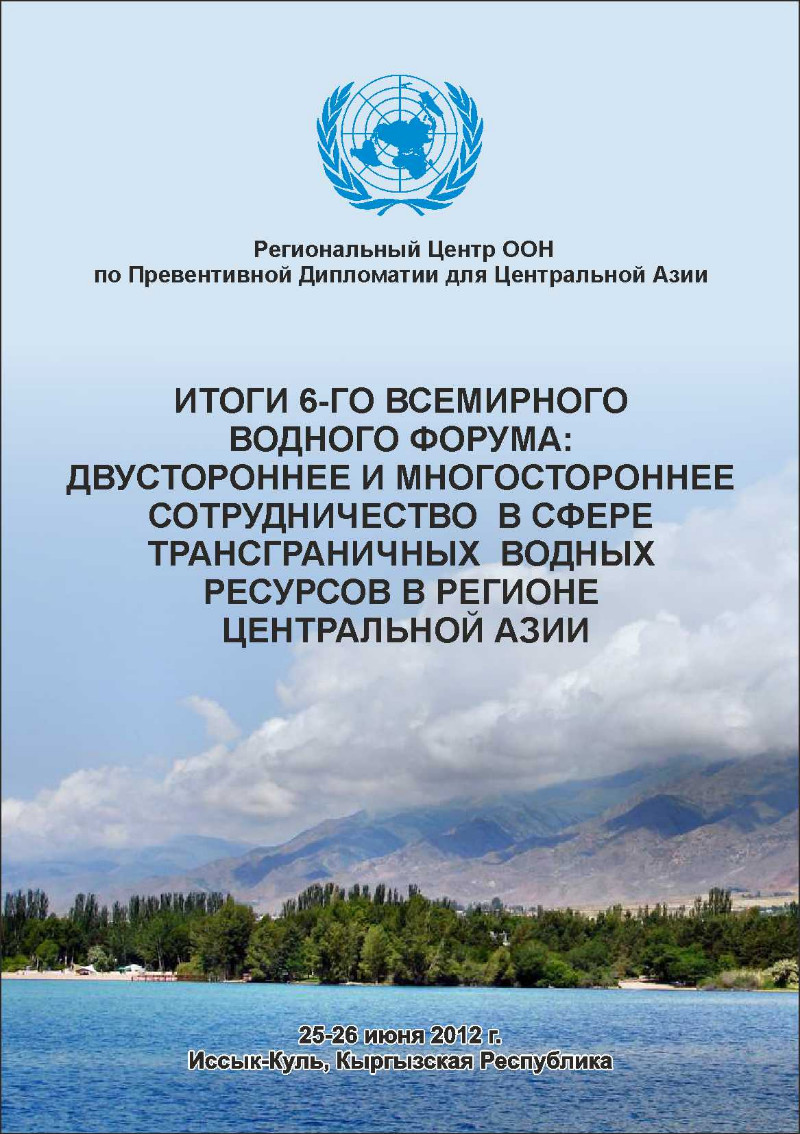 Региональный Центр ООН
по Превентивной Дипломатии для Центральной Азии
ИТОГИ 6-ГО ВСЕМИРНОГО
ВОДНОГО ФОРУМА:
ДВУСТОРОННЕЕ И МНОГОСТОРОННЕЕ
СОТРУДНИЧЕСТВО В СФЕРЕ
ТРАНСГРАНИЧНЫХ ВОДНЫХ
РЕСУРСОВ В РЕГИОНЕ
ЦЕНТРАЛЬНОЙ АЗИИ
25-26 июня 2012 г.
Иссык-Куль, Кыргызская Республика